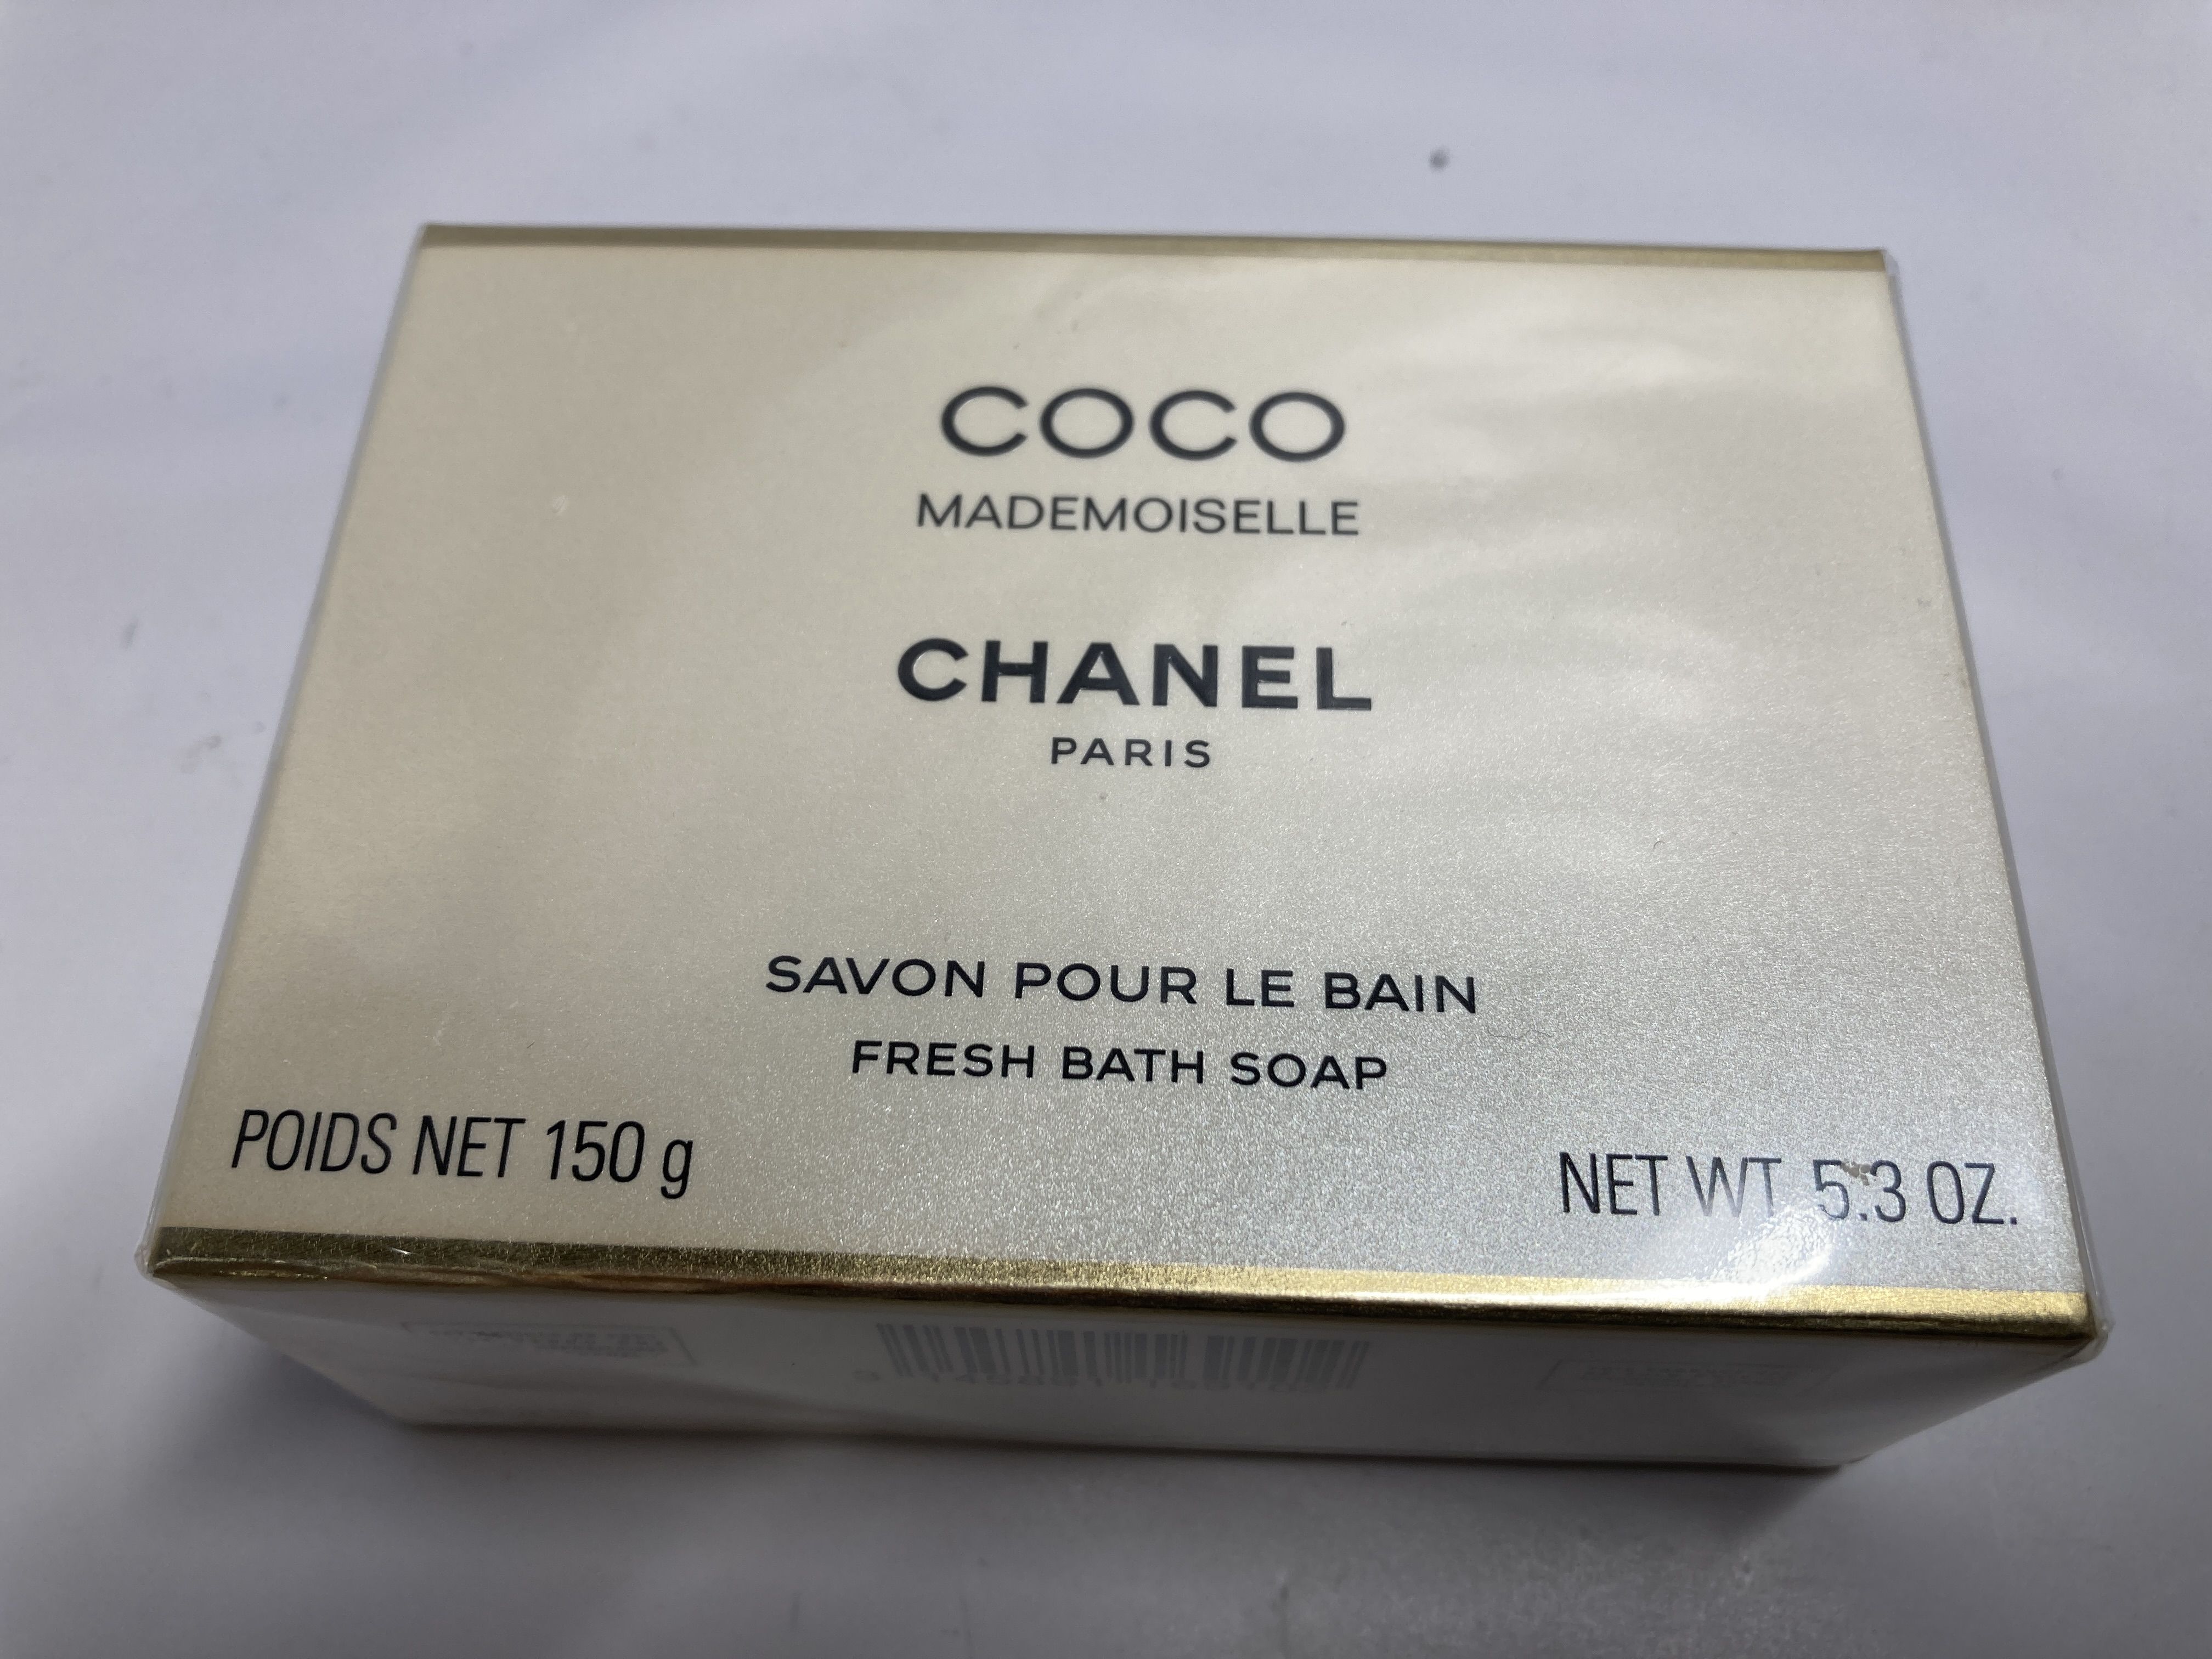 COCO
MADEMOISELLE
CHANEL
PARIS
SAVON POUR LE BAIN
FRESH BATH SOAP
POIDS NET 150 g
NET WT 5.3 OZ.